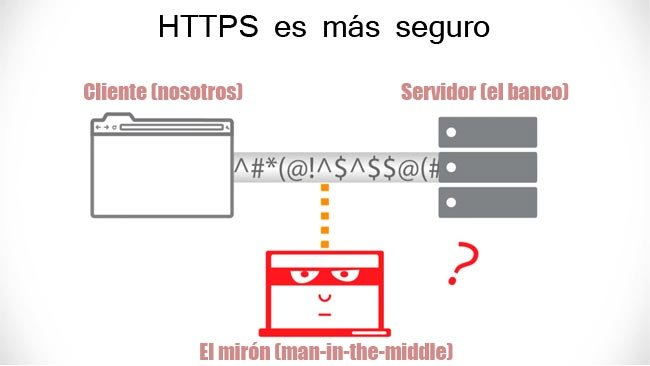 HTTPS es más seguro
Cliente (nosotros)
Servidor (el banco)
^#*(@!^$^$$@(#
?
El mirón (man-in-the-middle)